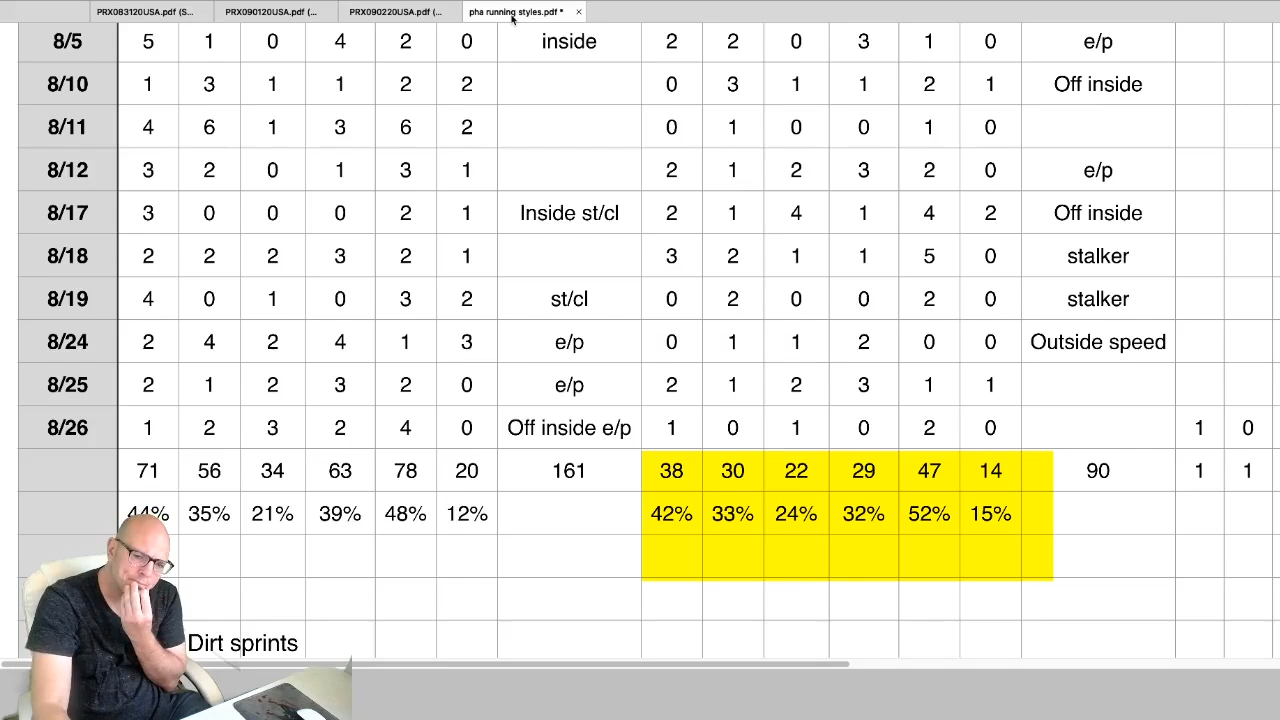 PRX083120USA.pdf (S... PRX090120USA.pdf (... PRX090220USA.pdf (... pha running styles.pdf * ×
8/5 5 1 0 4 2 0 inside 2 2 0 3 1 0 e/p
8/10 1 3 1 1 2 2 0 3 1 1 2 1 Off inside
8/11 4 6 1 3 6 2 0 1 0 0 1 0
8/12 3 2 0 1 3 1 2 1 2 3 2 0 e/p
8/17 3 0 0 0 2 1 Inside st/cl 2 1 4 1 4 2 Off inside
8/18 2 2 2 3 2 1 3 2 1 1 5 0 stalker
8/19 4 0 1 0 3 2 st/cl 0 2 0 0 2 0 stalker
8/24 2 4 2 4 1 3 e/p 0 1 1 2 0 0 Outside speed
8/25 2 1 2 3 2 0 e/p 2 1 2 3 1 1
8/26 1 2 3 2 4 0 Off inside e/p 1 0 1 0 2 0 1 0
71 56 34 63 78 20 161 38 30 22 29 47 14 90 1 1
44% 35% 21% 39% 48% 12% 42% 33% 24% 32% 52% 15%
Dirt sprints